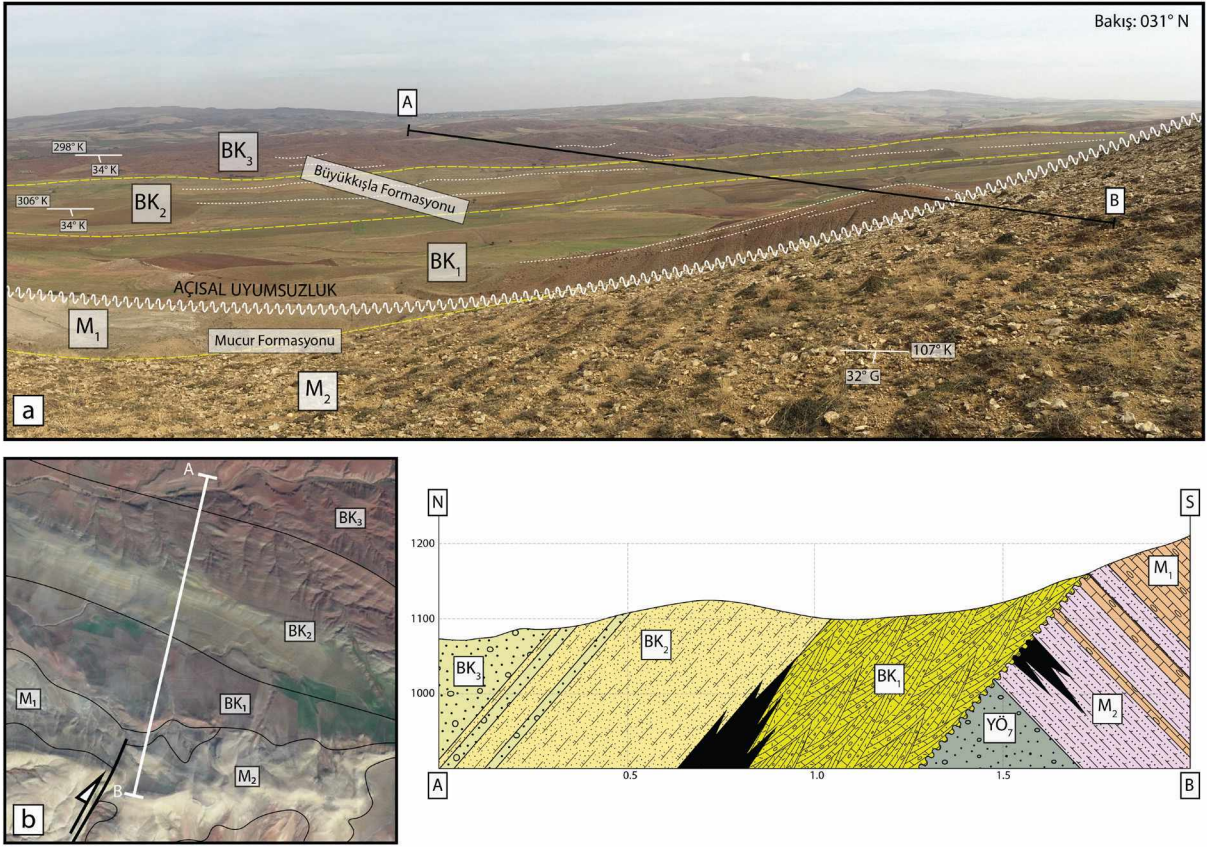 Bakış: 031° N
A
298° K
34° K
BK₃
Büyükkışla Formasyonu
306° K
34° K
BK₂
B
BK₁
AÇISAL UYUMSUZLUK
M₁
Mucur Formasyonu
107° K
32° G
M₂
a
A
BK₃
BK₂
M₁
BK₁
M₂
B
b
N
S
1200
1100
1000
M₁
BK₂
BK₃
BK₁
M₂
YÖ₇
A
0.5
1.0
1.5
B